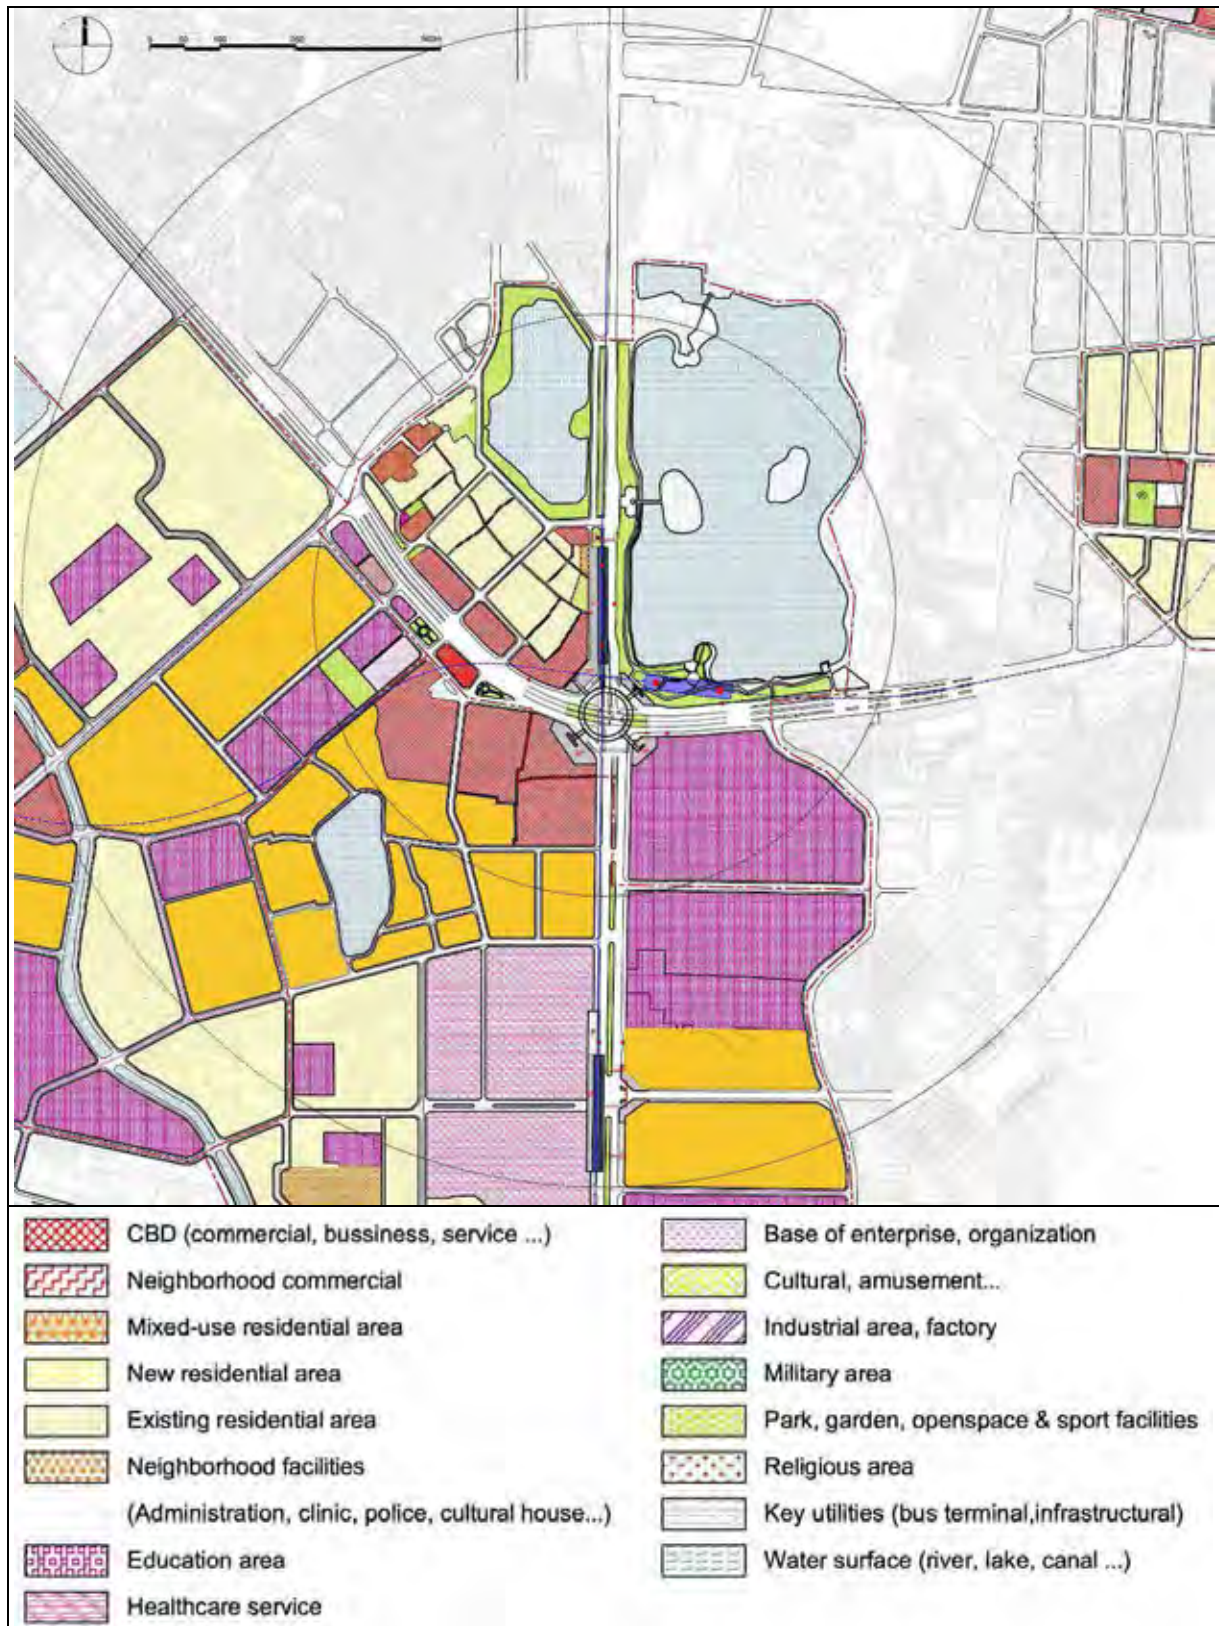 CBD (commercial, bussiness, service ...)
Neighborhood commercial
Mixed-use residential area
New residential area
Existing residential area
Neighborhood facilities
(Administration, clinic, police, cultural house...)
Education area
Healthcare service
Base of enterprise, organization
Cultural, amusement...
Industrial area, factory
Military area
Park, garden, openspace & sport facilities
Religious area
Key utilities (bus terminal,infrastructural)
Water surface (river, lake, canal ...)